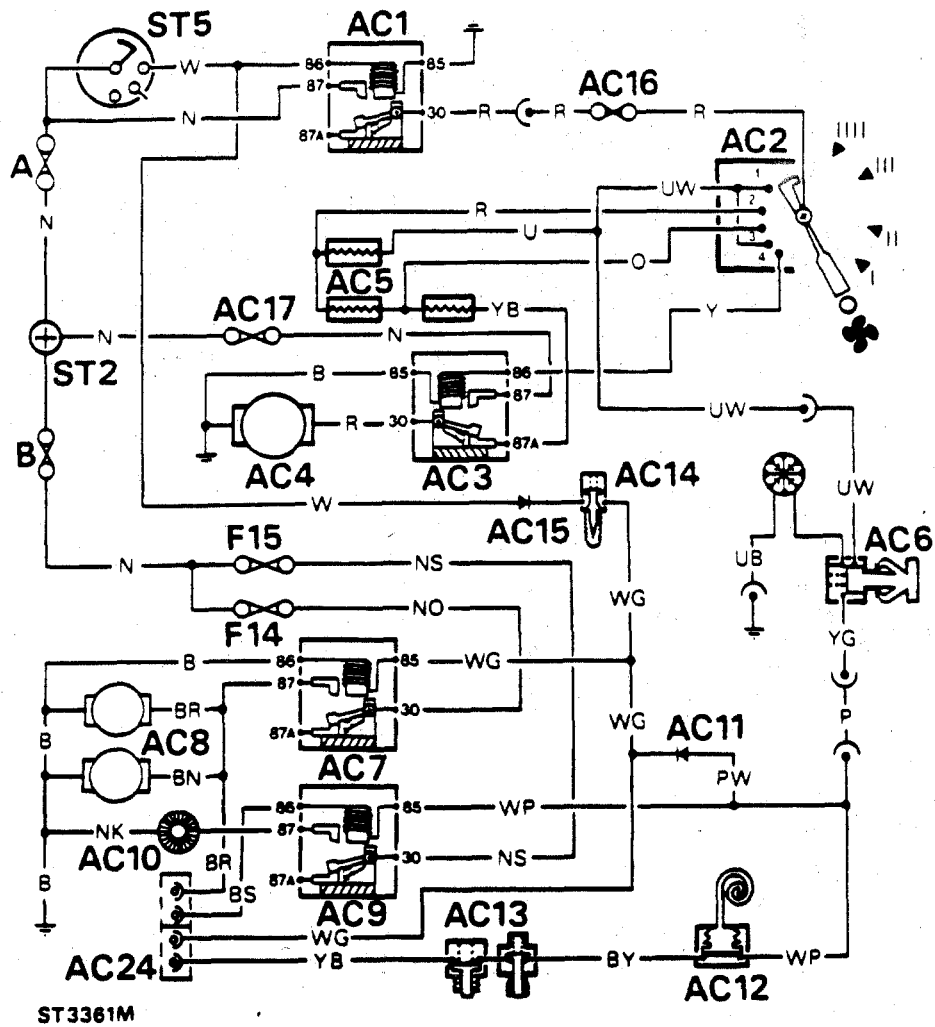 ST5
AC1
W
86
85
87
30
R
R
AC16
R
N
87A
A
AC2
IIII
III
II
I
N
UW
1
2
3
4
R
U
AC5
O
AC17
YB
Y
N
N
ST2
B
85
86
87
R
30
87A
UW
B
AC4
AC3
AC14
UW
W
AC15
AC6
F15
N
NS
UB
WG
NO
F14
YG
B
86
85
WG
87
BR
AC8
30
WG
AC11
P
B
87A
BN
AC7
PW
86
85
WP
NK
87
AC10
BR
30
NS
BS
87A
B
AC9
AC13
WG
AC24
YB
BY
WP
AC12
ST3361M